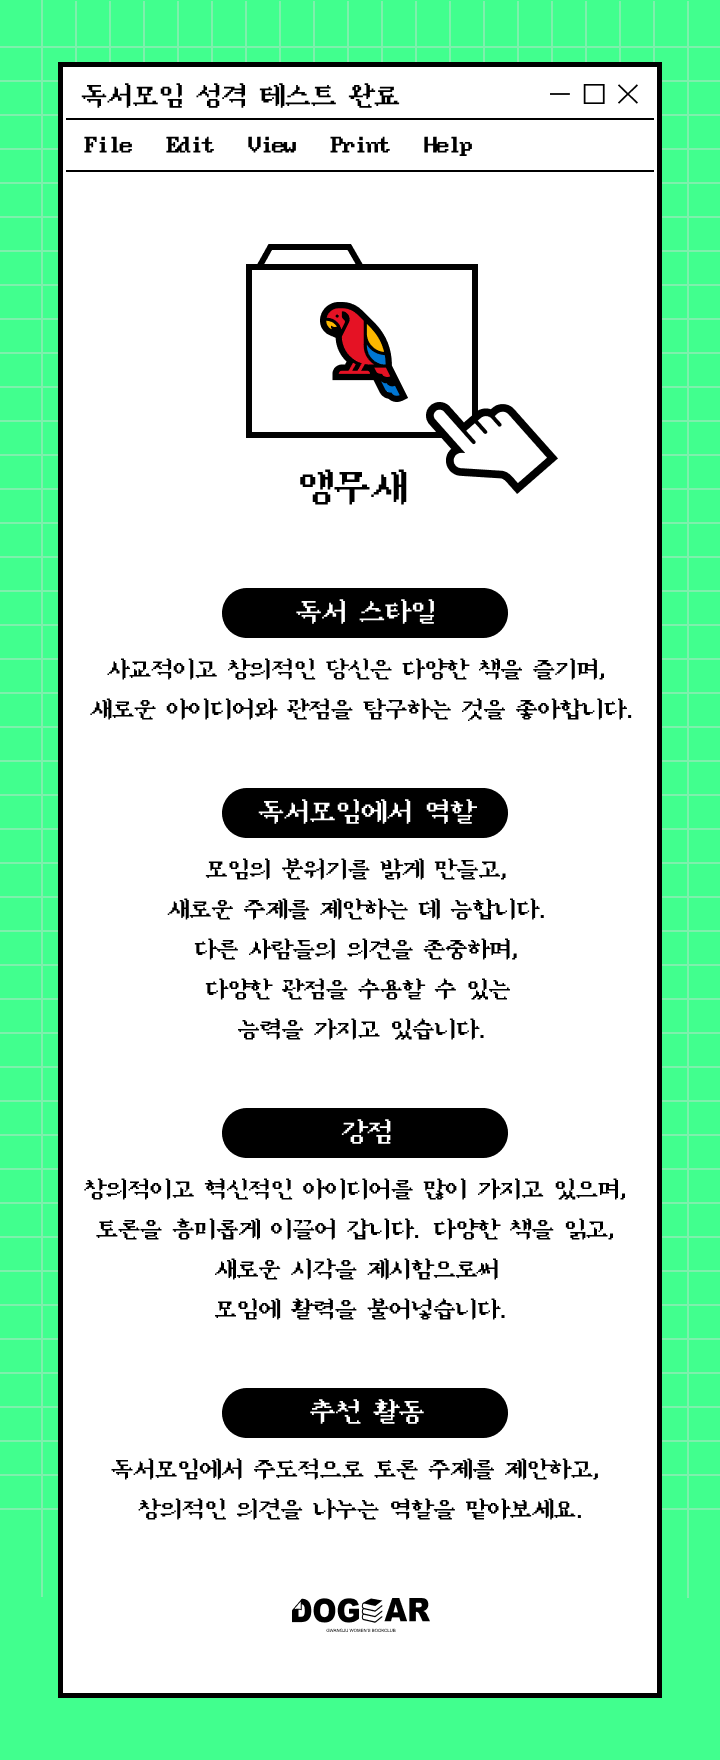 독서모임 성격 테스트 완료
File Edit View Print Help
앵무새
독서 스타일
사교적이고 창의적인 당신은 다양한 책을 즐기며,
새로운 아이디어와 관점을 탐구하는 것을 좋아합니다.
독서모임에서 역할
모임의 분위기를 밝게 만들고,
새로운 주제를 제안하는 데 능합니다.
다른 사람들의 의견을 존중하며,
다양한 관점을 수용할 수 있는
능력을 가지고 있습니다.
강점
창의적이고 혁신적인 아이디어를 많이 가지고 있으며,
토론을 흥미롭게 이끌어 갑니다. 다양한 책을 읽고,
새로운 시각을 제시함으로써
모임에 활력을 불어넣습니다.
추천 활동
독서모임에서 주도적으로 토론 주제를 제안하고,
창의적인 의견을 나누는 역할을 맡아보세요.
DOGEAR
GWANGJU WOMEN'S BOOKCLUB